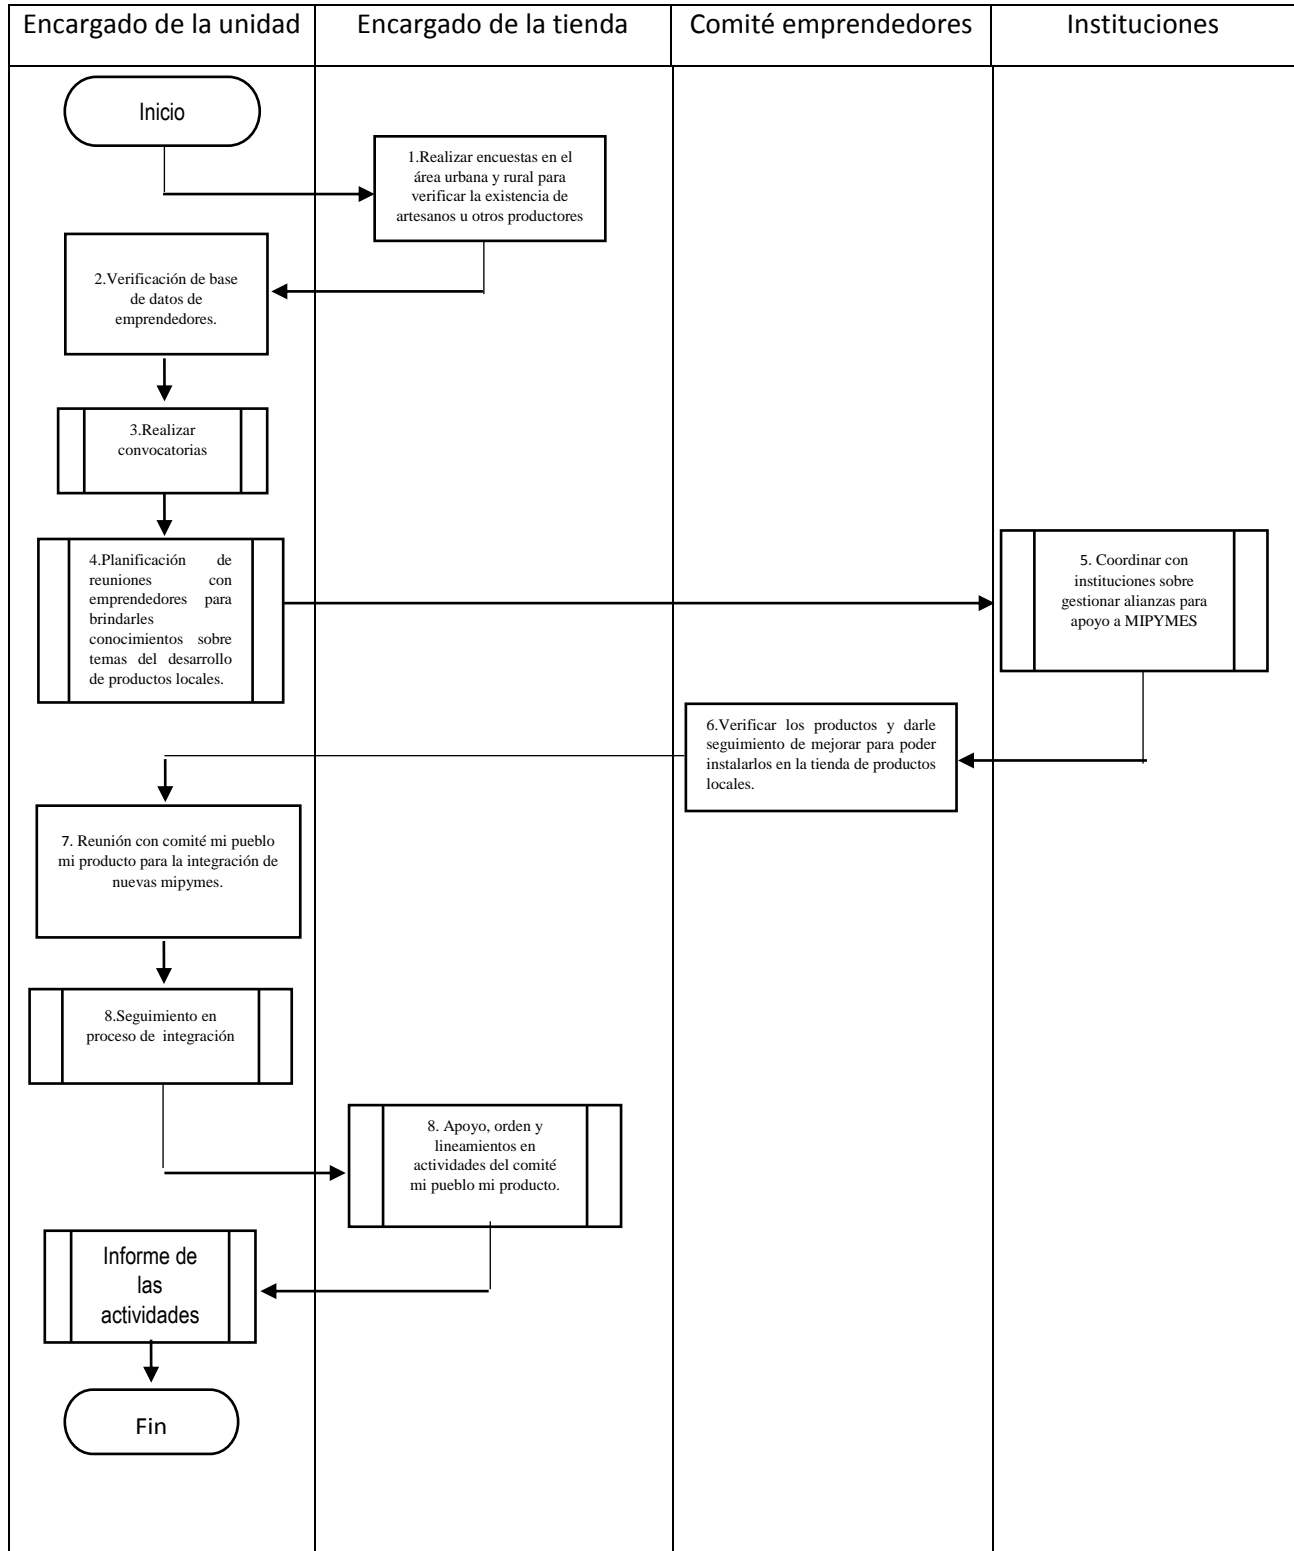 Encargado de la unidad
Encargado de la tienda
Comité emprendedores
Instituciones
Inicio
1.Realizar encuestas en el
área urbana y rural para
verificar la existencia de
artesanos u otros productores
2.Verificación de base
de datos de
emprendedores.
3.Realizar
convocatorias
4.Planificación de
reuniones con
emprendedores para
brindarles
conocimientos sobre
temas del desarrollo
de productos locales.
5. Coordinar con
instituciones sobre
gestionar alianzas para
apoyo a MIPYMES
6.Verificar los productos y darle
seguimiento de mejorar para poder
instalarlos en la tienda de productos
locales.
7. Reunión con comité mi pueblo
mi producto para la integración de
nuevas mipymes.
8.Seguimiento en
proceso de integración
8. Apoyo, orden y
lineamientos en
actividades del comité
mi pueblo mi producto.
Informe de
las
actividades
Fin